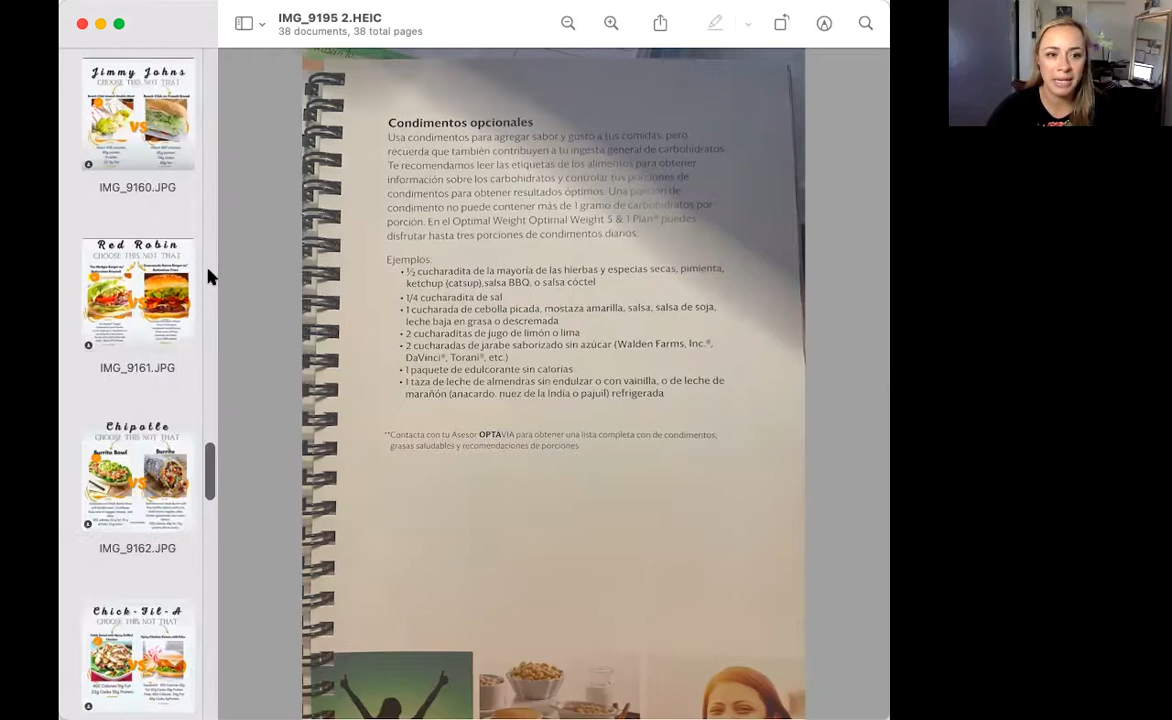 IMG_9195 2.HEIC
38 documents, 38 total pages
Jimmy Johns
CHOOSE THIS NOT THAT
VS
IMG_9160.JPG
Red Robin
CHOOSE THIS NOT THAT
VS
IMG_9161.JPG
Chipotle
CHOOSE THIS NOT THAT
Burrito Bowl
Burrito
VS
IMG_9162.JPG
Chick-Fil-A
CHOOSE THIS NOT THAT
VS
Condimentos opcionales
Usa condimentos para agregar sabor y gusto a tus comidas, pero
recuerda que también contribuyen a tu ingesta general de carbohidratos
Te recomendamos leer las etiquetas de los alimentos para obtener
información sobre los carbohidratos y controlar tus porciones de
condimentos para obtener resultados óptimos. Una porción de
condimento no puede contener más de 1 gramo de carbohidratos por
porción. En el Optimal Weight Optimal Weight 5 & 1 Plan® puedes
disfrutar hasta tres porciones de condimentos diarios.
Ejemplos:
• ½ cucharadita de la mayoría de las hierbas y especias secas, pimienta,
ketchup (catsup),salsa BBQ, o salsa cóctel
• 1/4 cucharadita de sal
• 1 cucharada de cebolla picada, mostaza amarilla, salsa, salsa de soja,
leche baja en grasa o descremada
• 2 cucharaditas de jugo de limón o lima
• 2 cucharadas de jarabe saborizado sin azúcar (Walden Farms, Inc.®,
DaVinci®, Torani®, etc.)
• 1 paquete de edulcorante sin calorías
• 1 taza de leche de almendras sin endulzar o con vainilla, o de leche de
marañón (anacardo, nuez de la India o pajuil) refrigerada
**Contacta con tu Asesor OPTAVIA para obtener una lista completa con de condimentos,
grasas saludables y recomendaciones de porciones